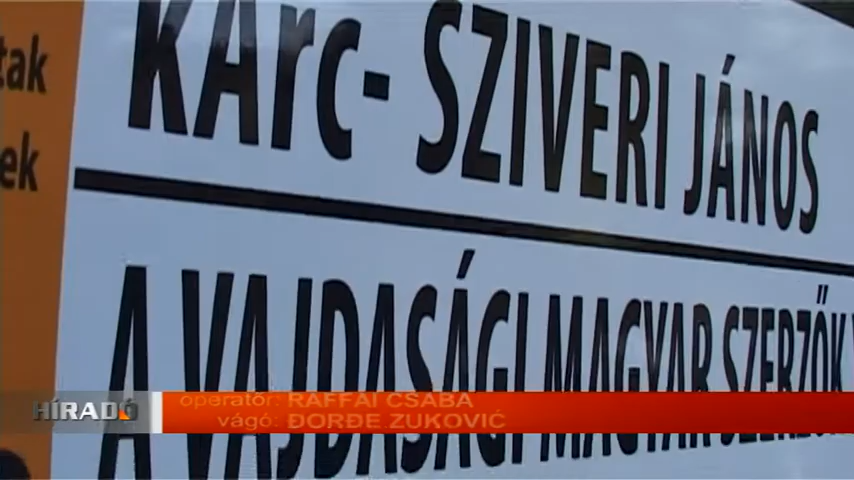 tak
ek
KArc- SZIVERI JÁNOS
A VAJDASÁGI MAGYAR SZERZŐK
HÍRADÓ
operatőr: RAFFAI CSABA
vágó: ĐORĐE ZUKOVIĆ